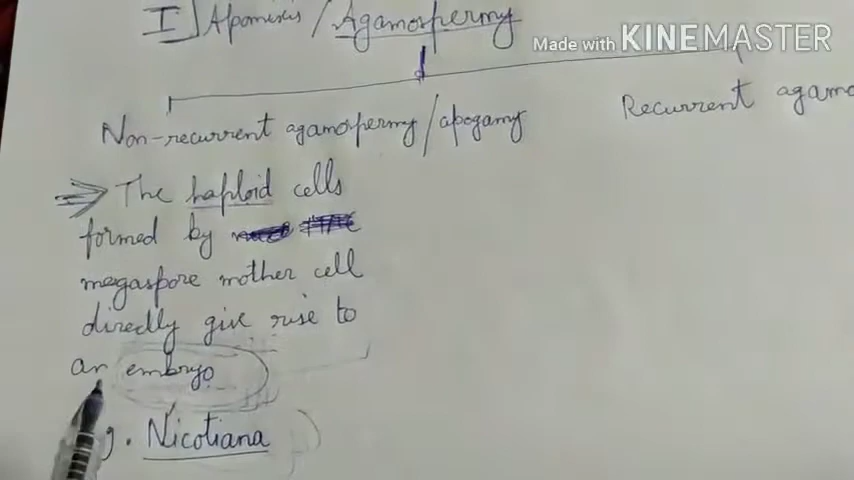 I] Apomixis / Agamospermy
Made with KINEMASTER
Non-recurrent agamospermy/apogamy
Recurrent agamo
The haploid cells
formed by
megaspore mother cell
directly give rise to
an embryo
g. Nicotiana